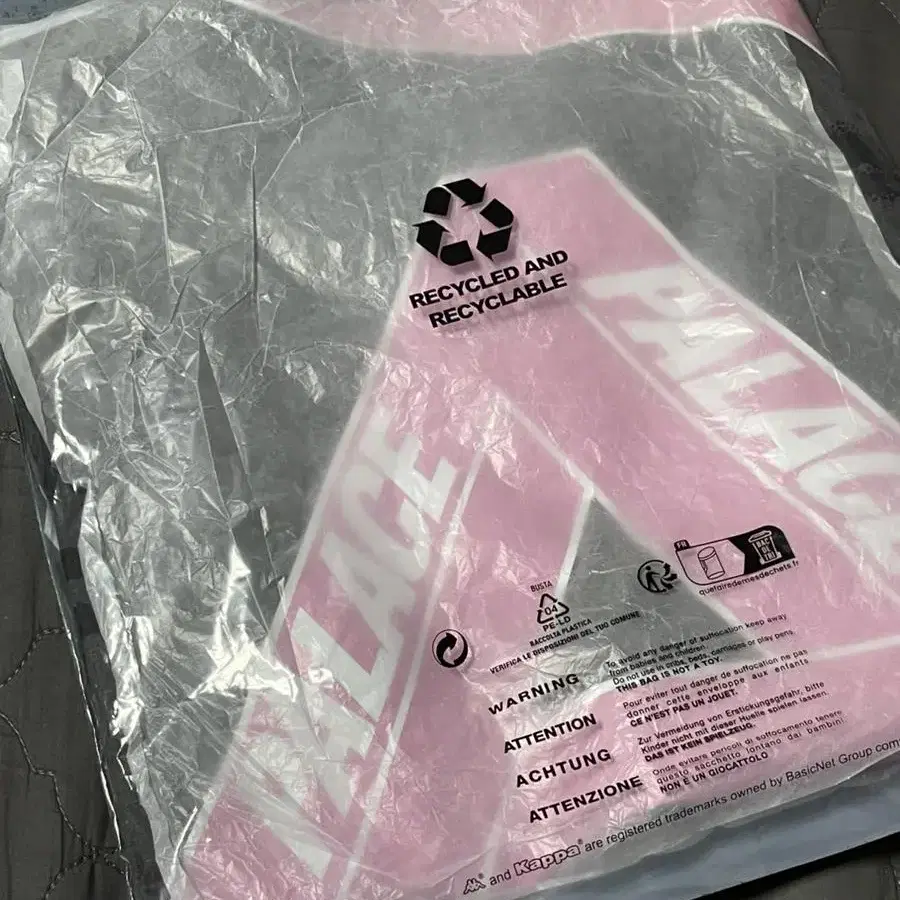 RECYCLED AND
RECYCLABLE
PALACE
PALACE
FR
BAC
DE
TRI
quefairedemesdechets.fr
BUSTA
04
PE-LD
RACCOLTA PLASTICA
VERIFICA LE DISPOSIZIONI DEL TUO COMUNE
WARNING
To avoid any danger of suffocation keep away
from babies and children.
Do not use in cribs, beds, carriages or play pens.
THIS BAG IS NOT A TOY.
ATTENTION
Pour eviter tout danger de suffocation ne pas
donner cette enveloppe aux enfants
CE N'EST PAS UN JOUET.
ACHTUNG
Zur Vermeidung von Erstickungsgefahr, bitte
Kinder nicht mit dieser Huelle spielen lassen.
DAS IST KEIN SPIELZEUG.
ATTENZIONE
Onde evitare pericoli di soffocamento tenere
questo sacchetto lontano dai bambini
NON È UN GIOCATTOLO
and Kappa® are registered trademarks owned by BasicNet Group com